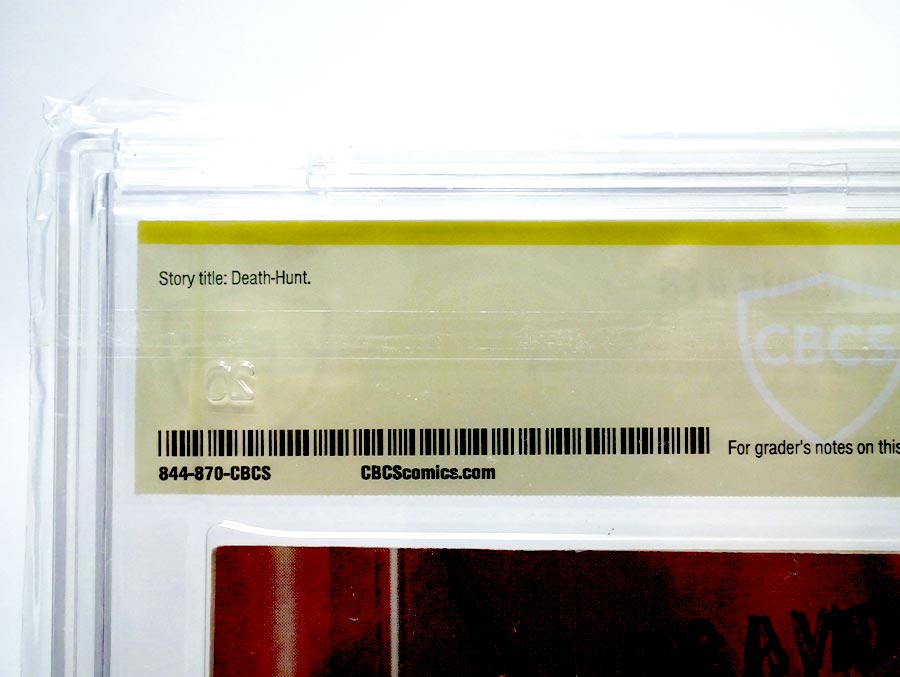 Story title: Death-Hunt.
CBCS
For grader's notes on this
844-870-CBCS
CBCScomics.com